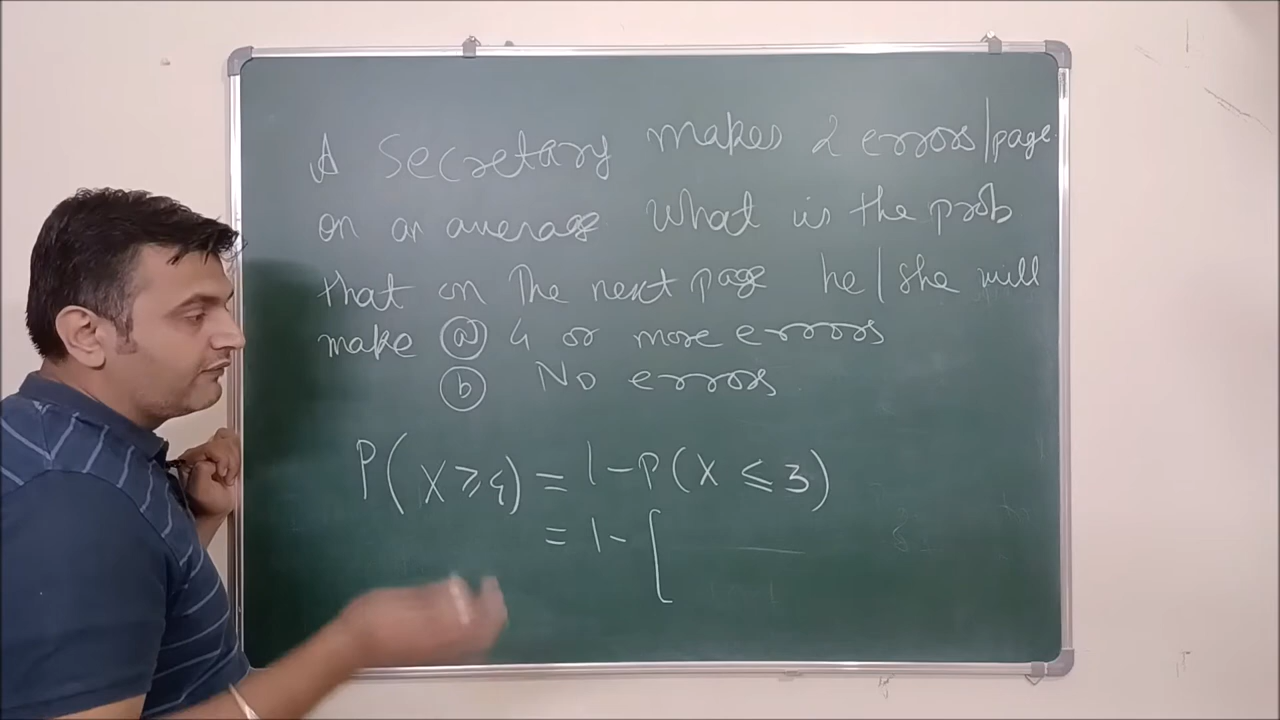 A Secretary makes 2 errors/page
on an average What is the prob
that on the next page he/she will
make (a) 4 or more errors
(b) No errors
P(X ≥ 4) = 1 - P(X ≤ 3)
= 1 - [